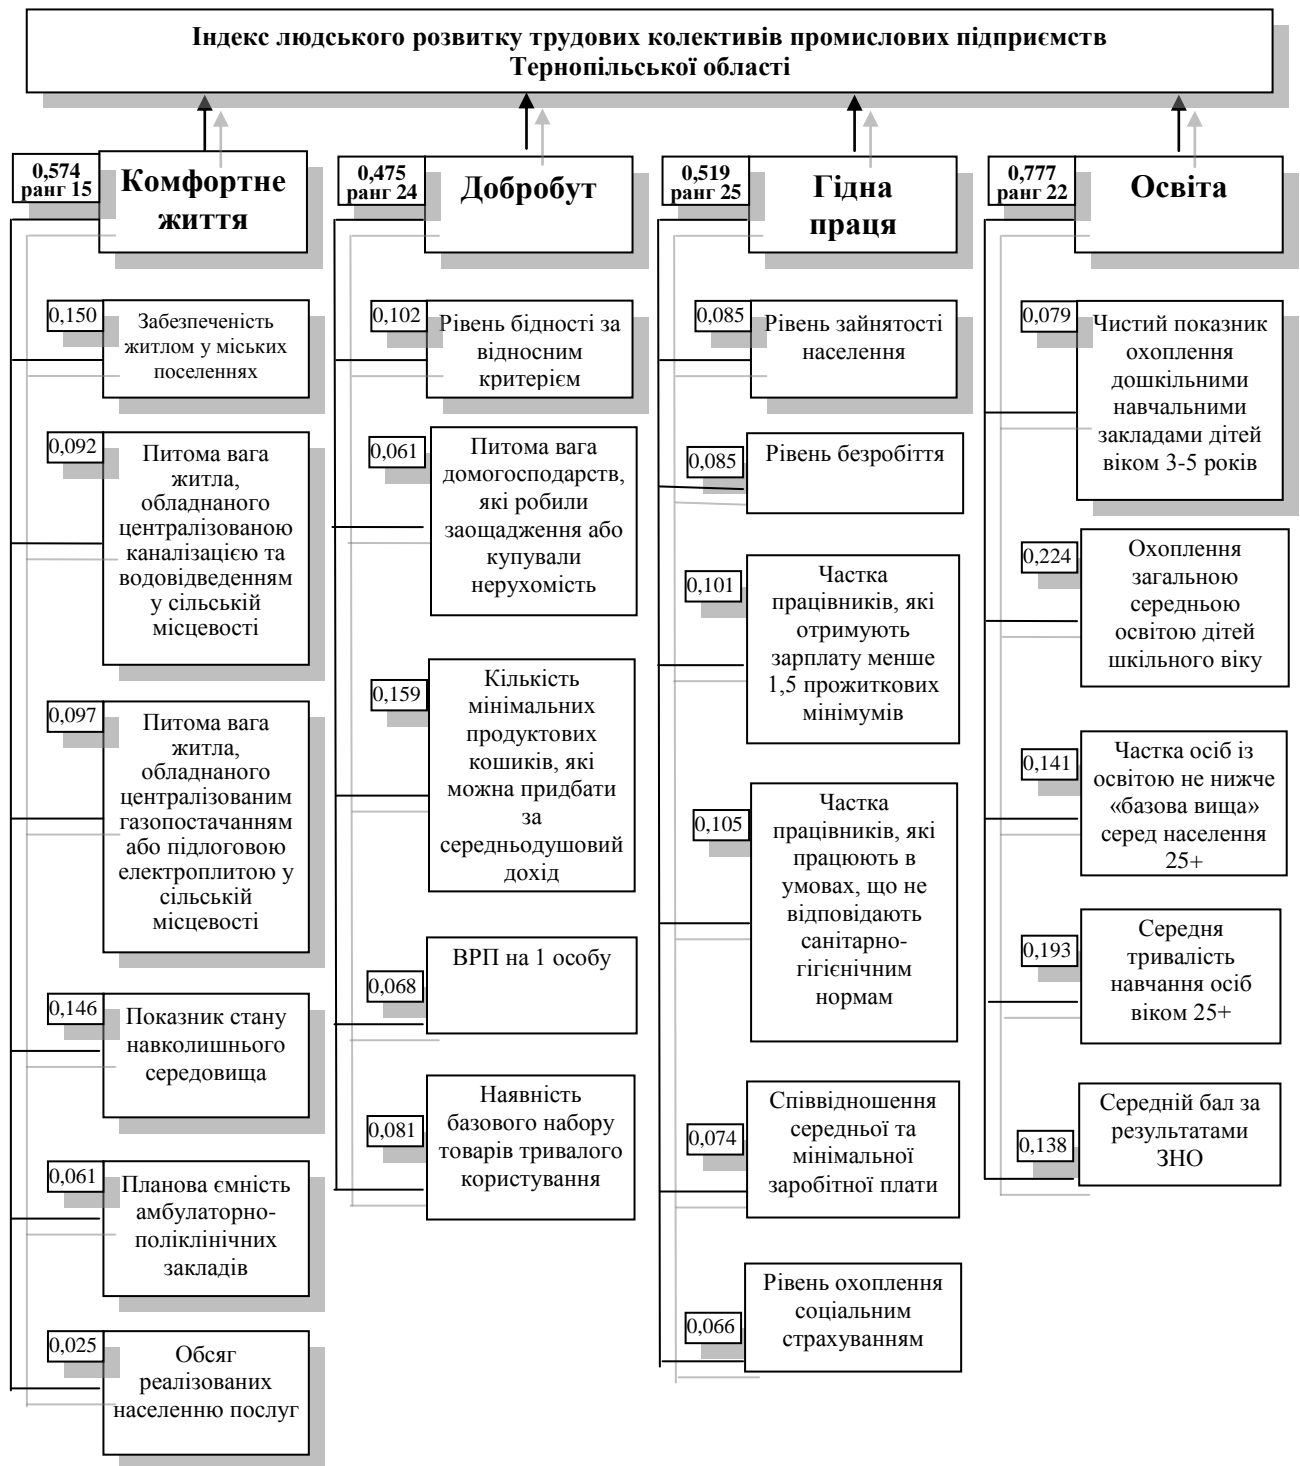 Індекс людського розвитку трудових колективів промислових підприємств
Тернопільської області
0,574
ранг 15
Комфортне
життя
0,150
Забезпеченість
житлом у міських
поселеннях
0,092
Питома вага
житла,
обладнаного
централізованою
каналізацією та
водовідведенням
у сільській
місцевості
0,097
Питома вага
житла,
обладнаного
централізованим
газопостачанням
або підлоговою
електроплитою у
сільській
місцевості
0,146
Показник стану
навколишнього
середовища
0,061
Планова ємність
амбулаторно-
поліклінічних
закладів
0,025
Обсяг
реалізованих
населенню послуг
0,475
ранг 24
Добробут
0,102
Рівень бідності за
відносним
критерієм
0,061
Питома вага
домогосподарств,
які робили
заощадження або
купували
нерухомість
0,159
Кількість
мінімальних
продуктових
кошиків, які
можна придбати
за
середньодушовий
дохід
0,068
ВРП на 1 особу
0,081
Наявність
базового набору
товарів тривалого
користування
0,519
ранг 25
Гідна
праця
0,085
Рівень зайнятості
населення
0,085
Рівень безробіття
0,101
Частка
працівників, які
отримують
зарплату менше
1,5 прожиткових
мінімумів
0,105
Частка
працівників, які
працюють в
умовах, що не
відповідають
санітарно-
гігієнічним
нормам
0,074
Співвідношення
середньої та
мінімальної
заробітної плати
0,066
Рівень охоплення
соціальним
страхуванням
0,777
ранг 22
Освіта
0,079
Чистий показник
охоплення
дошкільними
навчальними
закладами дітей
віком 3-5 років
0,224
Охоплення
загальною
середньою
освітою дітей
шкільного віку
0,141
Частка осіб із
освітою не нижче
«базова вища»
серед населення
25+
0,193
Середня
тривалість
навчання осіб
віком 25+
0,138
Середній бал за
результатами
ЗНО